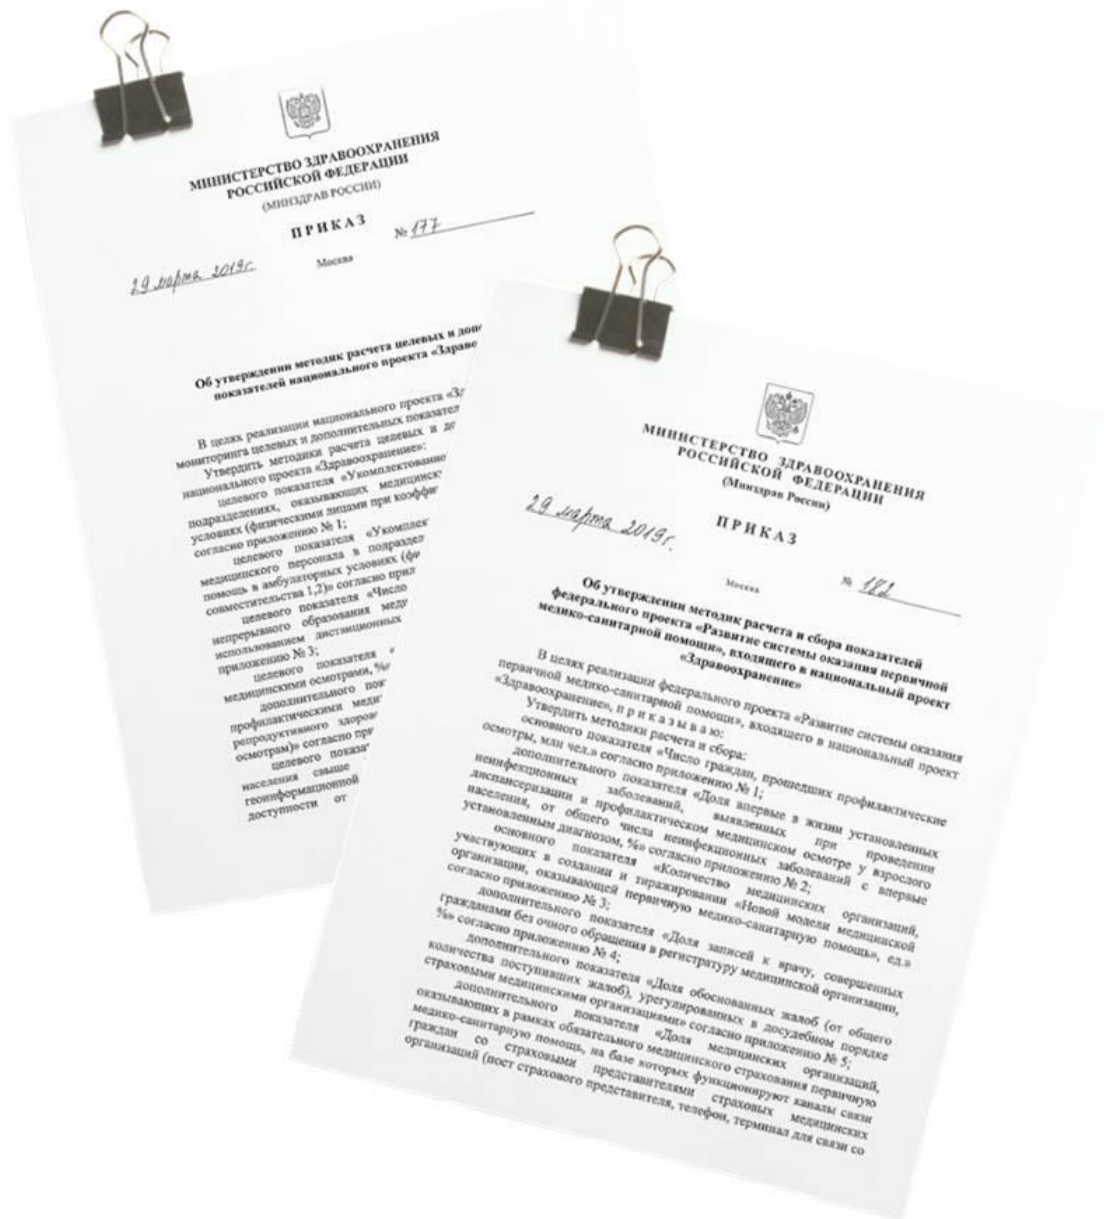 МИНИСТЕРСТВО ЗДРАВООХРАНЕНИЯ
РОССИЙСКОЙ ФЕДЕРАЦИИ
(МИНЗДРАВ РОССИИ)
ПРИКАЗ
29 марта 2019г.
Москва
№ 177
Об утверждении методик расчета целевых и допо
показателей национального проекта «Здраво
В целях реализации национального проекта «Зд
мониторинга целевых и дополнительных показател
Утвердить методики расчета целевых и до
национального проекта «Здравоохранение»:
целевого показателя «Укомплектованно
подразделениях, оказывающих медицинск
условиях (физическими лицами при коэффи
согласно приложению № 1;
целевого показателя «Укомплек
медицинского персонала в подраздел
помощь в амбулаторных условиях (фи
совместительства 1,2)» согласно прил
целевого показателя «Число
непрерывного образования меди
использованием дистанционных
приложению № 3;
целевого показателя «
медицинскими осмотрами, %»
дополнительного пок
профилактическими меди
репродуктивного здоров
осмотрам)» согласно при
целевого показа
населения свыше
геоинформационной
доступности от
МИНИСТЕРСТВО ЗДРАВООХРАНЕНИЯ
РОССИЙСКОЙ ФЕДЕРАЦИИ
(Минздрав России)
ПРИКАЗ
29 марта 2019г.
Москва
№ 182
Об утверждении методик расчета и сбора показателей
федерального проекта «Развитие системы оказания первичной
медико-санитарной помощи», входящего в национальный проект
«Здравоохранение»
В целях реализации федерального проекта «Развитие системы оказания
первичной медико-санитарной помощи», входящего в национальный проект
«Здравоохранение», п р и к а з ы в а ю:
Утвердить методики расчета и сбора:
основного показателя «Число граждан, прошедших профилактические
осмотры, млн чел.» согласно приложению № 1;
дополнительного показателя «Доля впервые в жизни установленных
неинфекционных заболеваний, выявленных при проведении
диспансеризации и профилактическом медицинском осмотре у взрослого
населения, от общего числа неинфекционных заболеваний с впервые
установленным диагнозом, %» согласно приложению № 2;
основного показателя «Количество медицинских организаций,
участвующих в создании и тиражировании «Новой модели медицинской
организации, оказывающей первичную медико-санитарную помощь», ед.»
согласно приложению № 3;
дополнительного показателя «Доля записей к врачу, совершенных
гражданами без очного обращения в регистратуру медицинской организации,
%» согласно приложению № 4;
дополнительного показателя «Доля обоснованных жалоб (от общего
количества поступивших жалоб), урегулированных в досудебном порядке
страховыми медицинскими организациями» согласно приложению № 5;
дополнительного показателя «Доля медицинских организаций,
оказывающих в рамках обязательного медицинского страхования первичную
медико-санитарную помощь, на базе которых функционируют каналы связи
граждан со страховыми представителями страховых медицинских
организаций (пост страхового представителя, телефон, терминал для связи со